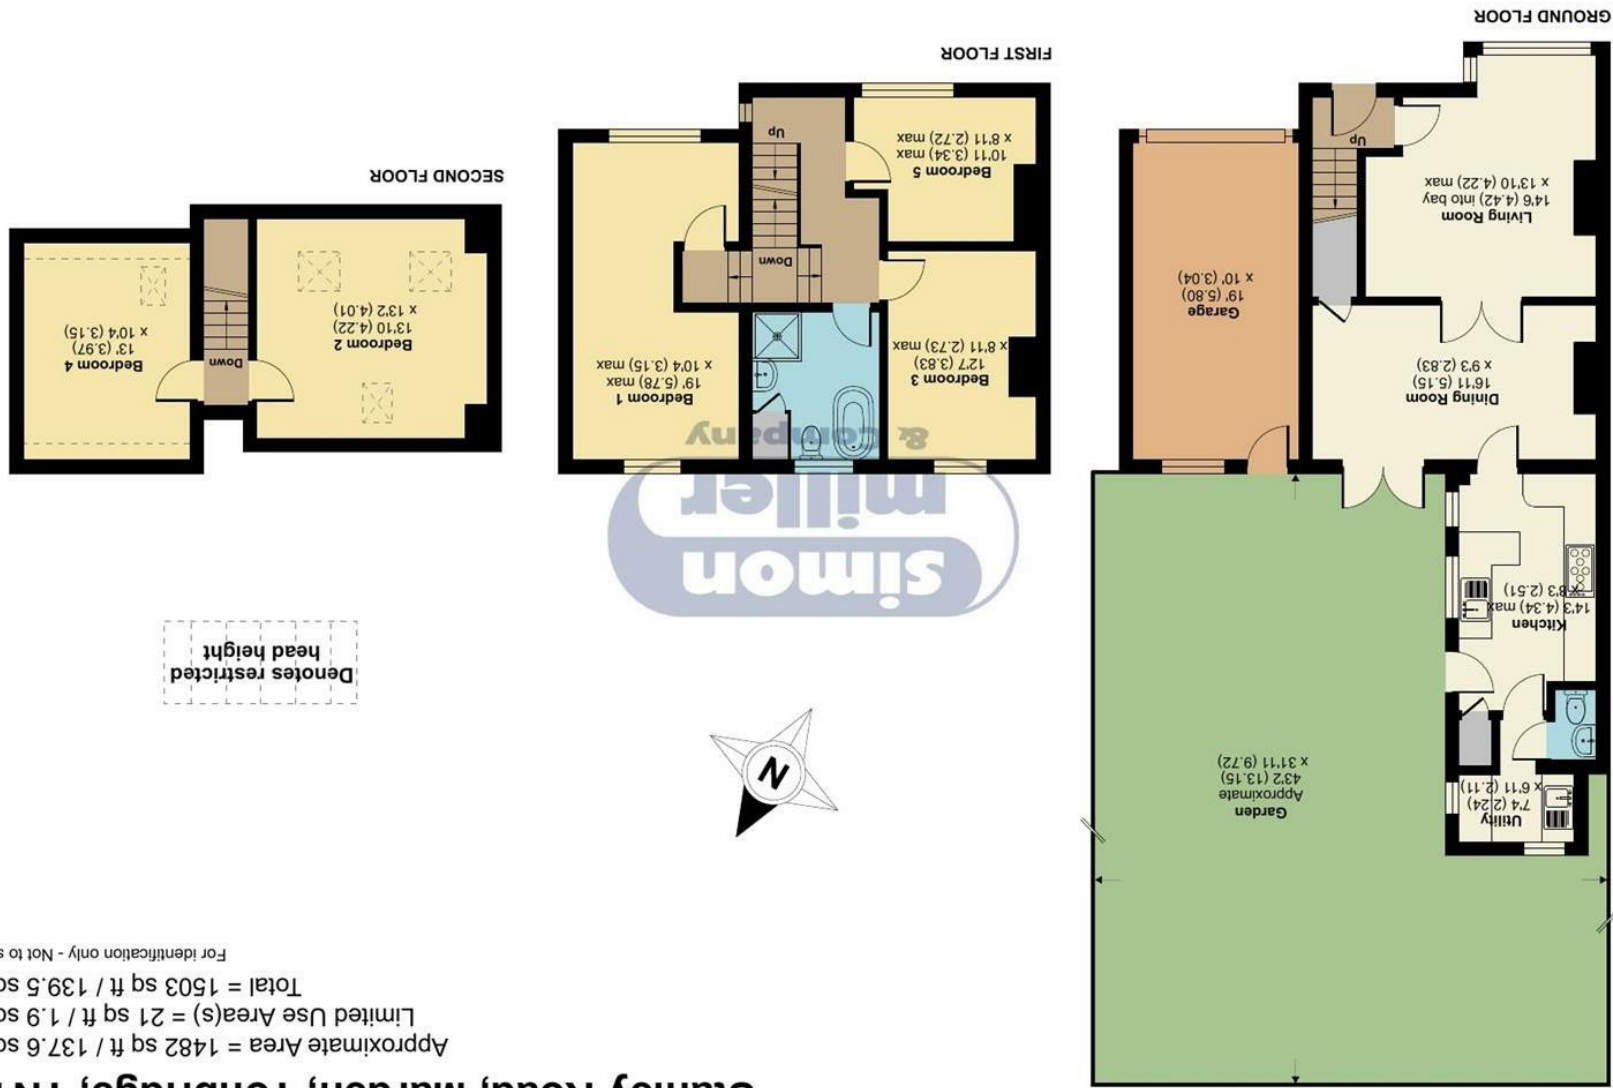 Stanley Road, Marden, Tonbridge,
Approximate Area = 1482 sq ft / 137.6
Limited Use Area(s) = 21 sq ft / 1.9
Total = 1503 sq ft / 139.5
For identification only - Not to
Utility
7'4 (2.24)
x 6'11 (2.11)
Garden
Approximate
43'2 (13.15)
x 31'11 (9.72)
N
Denotes restricted
head height
Kitchen
14'3 (4.34) max
x 8'3 (2.51)
simon
miller
& company
Dining Room
16'11 (5.15)
x 9'3 (2.83)
Living Room
14'6 (4.42) into bay
x 13'10 (4.22) max
Up
Garage
19' (5.80)
x 10' (3.04)
GROUND FLOOR
Bedroom 3
12'7 (3.83)
x 8'11 (2.73) max
Bedroom 1
19' (5.78) max
x 10'4 (3.15) max
Down
Bedroom 5
10'11 (3.34) max
x 8'11 (2.72) max
Up
FIRST FLOOR
Bedroom 2
13'10 (4.22)
x 13'2 (4.01)
Down
Bedroom 4
13' (3.97)
x 10'4 (3.15)
SECOND FLOOR